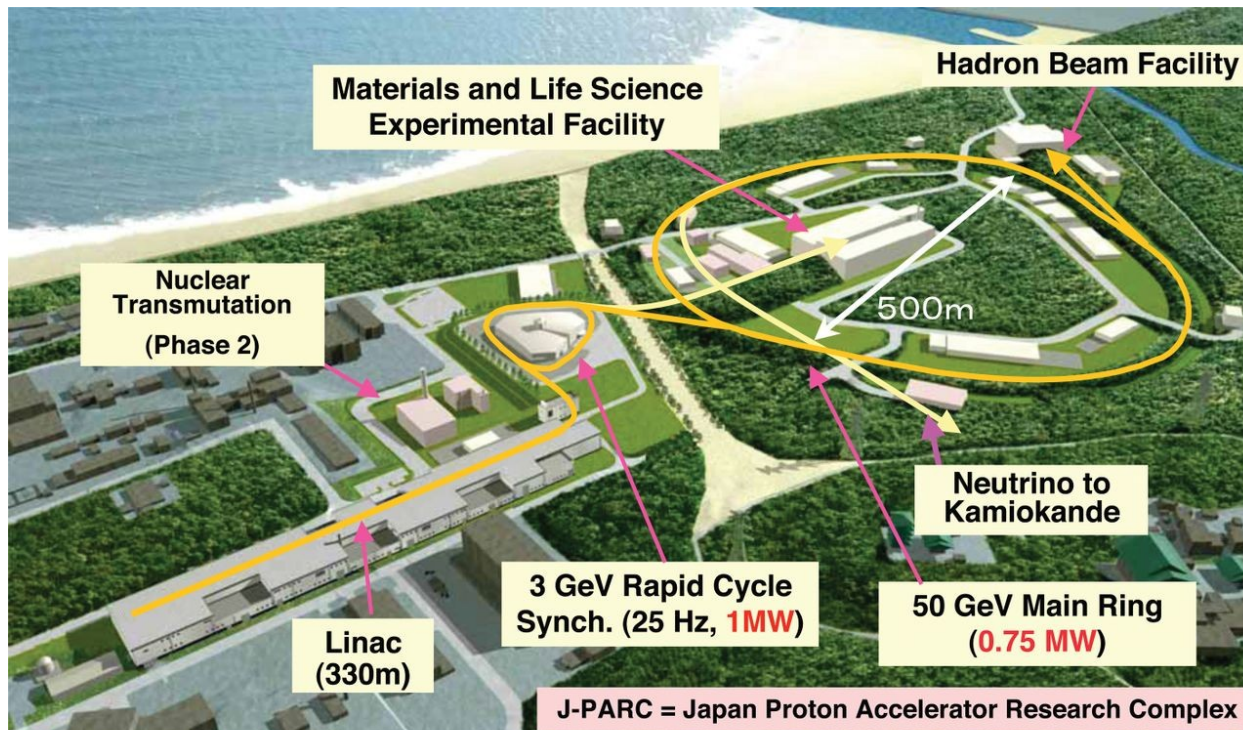 Hadron Beam Facility
Materials and Life Science
Experimental Facility
Nuclear
Transmutation
(Phase 2)
500m
Neutrino to
Kamiokande
3 GeV Rapid Cycle
Synch. (25 Hz, 1MW)
50 GeV Main Ring
(0.75 MW)
Linac
(330m)
J-PARC = Japan Proton Accelerator Research Complex